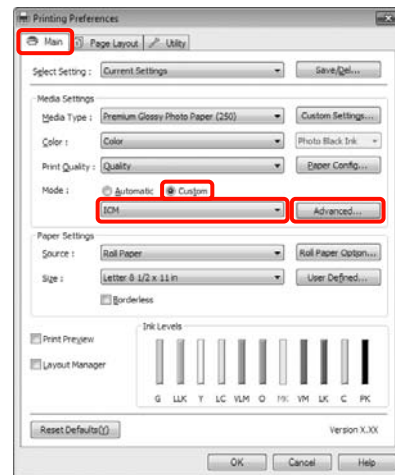 Printing Preferences
Main Page Layout Utility
Select Setting : Current Settings Save/Del...
Media Settings
Media Type : Premium Glossy Photo Paper (250) Custom Settings...
Color : Color Photo Black Ink
Print Quality : Quality Paper Config...
Mode : Automatic Custom
ICM Advanced...
Paper Settings
Source : Roll Paper Roll Paper Option...
Size : Letter 8 1/2 x 11 in User Defined...
Borderless
Ink Levels
Print Preview
Layout Manager
G LLK Y LC VLM O MK VM LK C PK
Reset Defaults(Y) Version X.XX
OK Cancel Help